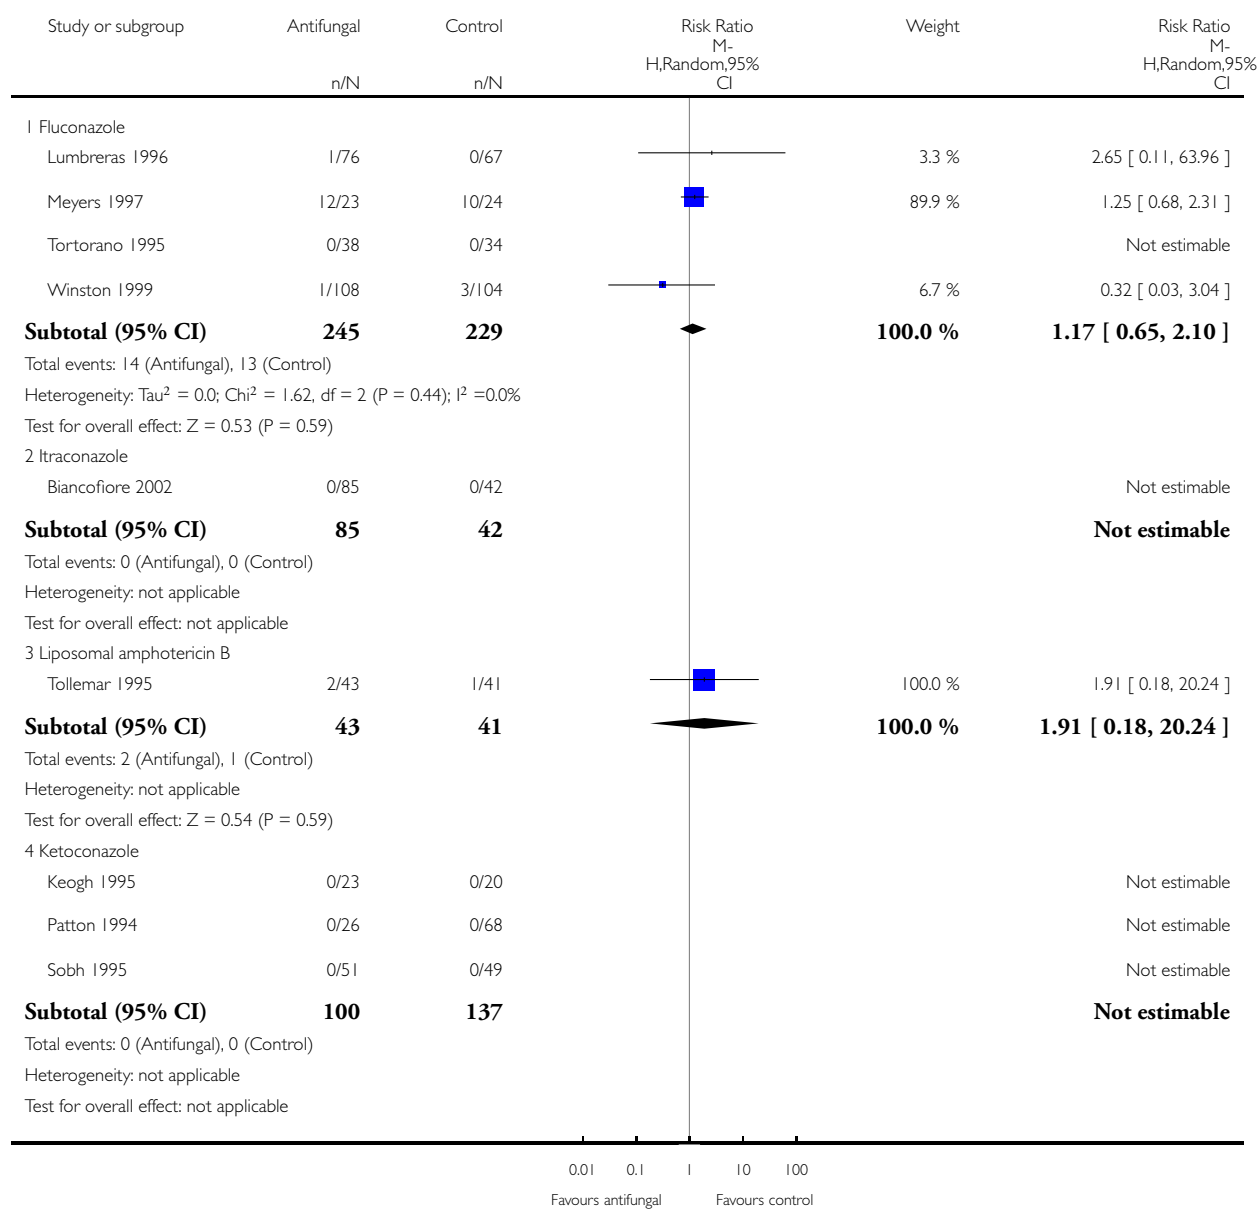 Study or subgroup Antifungal Control Risk Ratio Weight Risk Ratio
M- M-
H,Random,95% H,Random,95%
n/N n/N CI CI
1 Fluconazole
Lumbreras 1996 1/76 0/67 3.3 % 2.65 [ 0.11, 63.96 ]
Meyers 1997 12/23 10/24 89.9 % 1.25 [ 0.68, 2.31 ]
Tortorano 1995 0/38 0/34 Not estimable
Winston 1999 1/108 3/104 6.7 % 0.32 [ 0.03, 3.04 ]
Subtotal (95% CI) 245 229 100.0 % 1.17 [ 0.65, 2.10 ]
Total events: 14 (Antifungal), 13 (Control)
Heterogeneity: Tau² = 0.0; Chi² = 1.62, df = 2 (P = 0.44); I² =0.0%
Test for overall effect: Z = 0.53 (P = 0.59)
2 Itraconazole
Biancofiore 2002 0/85 0/42 Not estimable
Subtotal (95% CI) 85 42 Not estimable
Total events: 0 (Antifungal), 0 (Control)
Heterogeneity: not applicable
Test for overall effect: not applicable
3 Liposomal amphotericin B
Tollemar 1995 2/43 1/41 100.0 % 1.91 [ 0.18, 20.24 ]
Subtotal (95% CI) 43 41 100.0 % 1.91 [ 0.18, 20.24 ]
Total events: 2 (Antifungal), 1 (Control)
Heterogeneity: not applicable
Test for overall effect: Z = 0.54 (P = 0.59)
4 Ketoconazole
Keogh 1995 0/23 0/20 Not estimable
Patton 1994 0/26 0/68 Not estimable
Sobh 1995 0/51 0/49 Not estimable
Subtotal (95% CI) 100 137 Not estimable
Total events: 0 (Antifungal), 0 (Control)
Heterogeneity: not applicable
Test for overall effect: not applicable
0.01 0.1 1 10 100
Favours antifungal Favours control